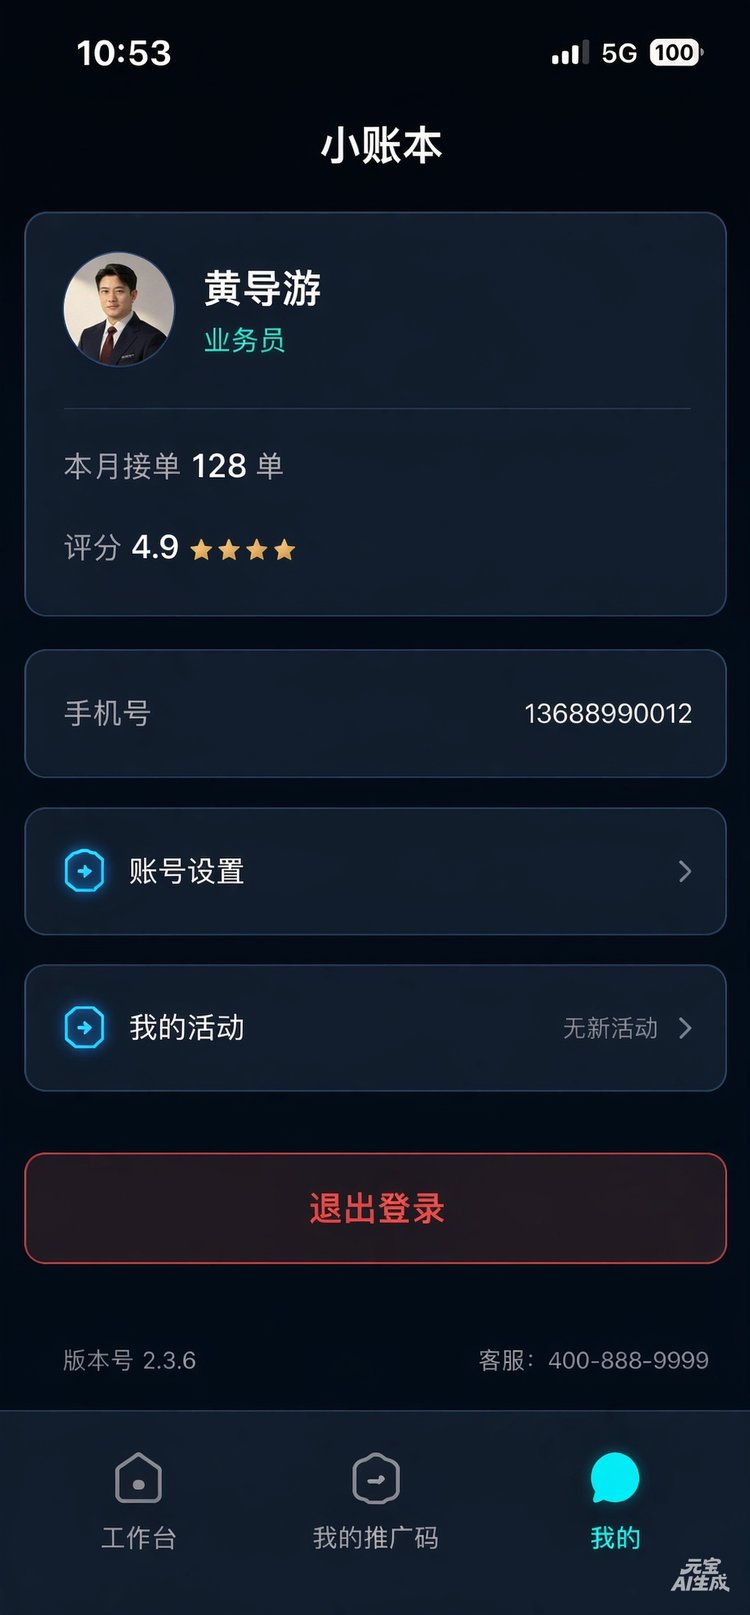 10:53 5G 100
小账本
黄导游
业务员
本月接单 128 单
评分 4.9
手机号 13688990012
账号设置
我的活动 无新活动
退出登录
版本号 2.3.6 客服：400-888-9999
工作台 我的推广码 我的
元宝
AI生成